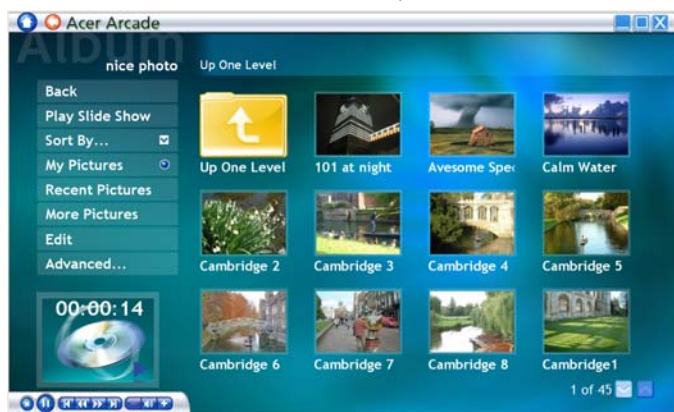 Acer Arcade
Album
nice photo
Up One Level
Back
Play Slide Show
Sort By...
My Pictures
Recent Pictures
More Pictures
Edit
Advanced...
00:00:14
Up One Level
101 at night
Avesome Spec
Calm Water
Cambridge 2
Cambridge 3
Cambridge 4
Cambridge 5
Cambridge 6
Cambridge 7
Cambridge 8
Cambridge1
1 of 45